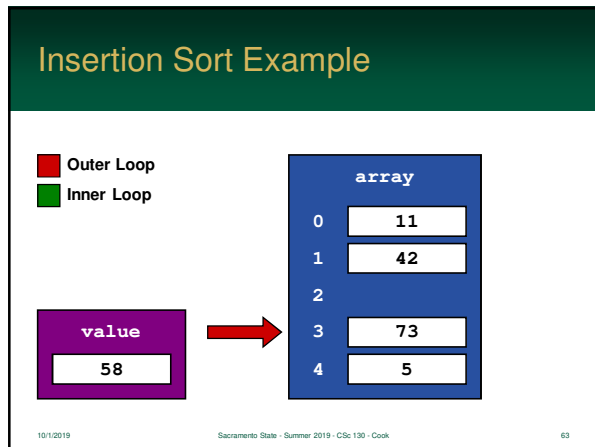 Insertion Sort Example
Outer Loop
Inner Loop
array
0 11
1 42
2
value
3 73
58
4 5
10/1/2019 Sacramento State - Summer 2019 - CSc 130 - Cook 63